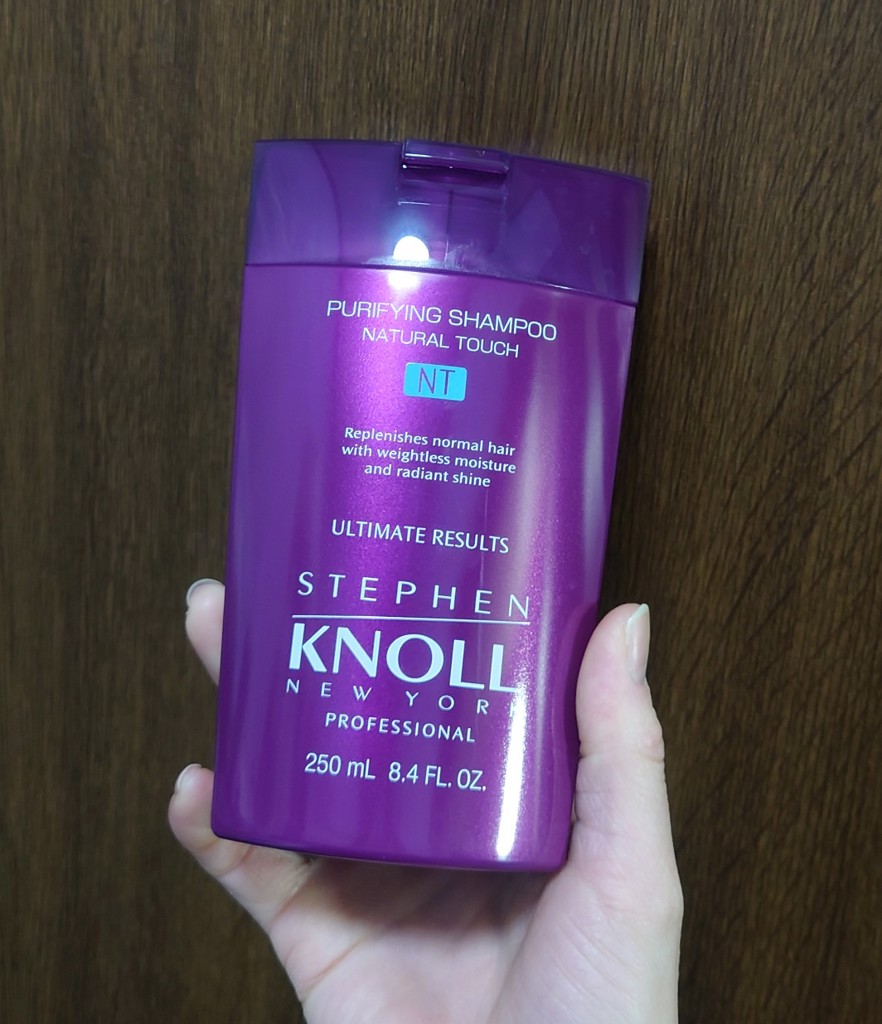 PURIFYING SHAMPOO
NATURAL TOUCH
NT
Replenishes normal hair
with weightless moisture
and radiant shine
ULTIMATE RESULTS
STEPHEN
KNOLL
NEW YORK
PROFESSIONAL
250 mL 8.4 FL. OZ.